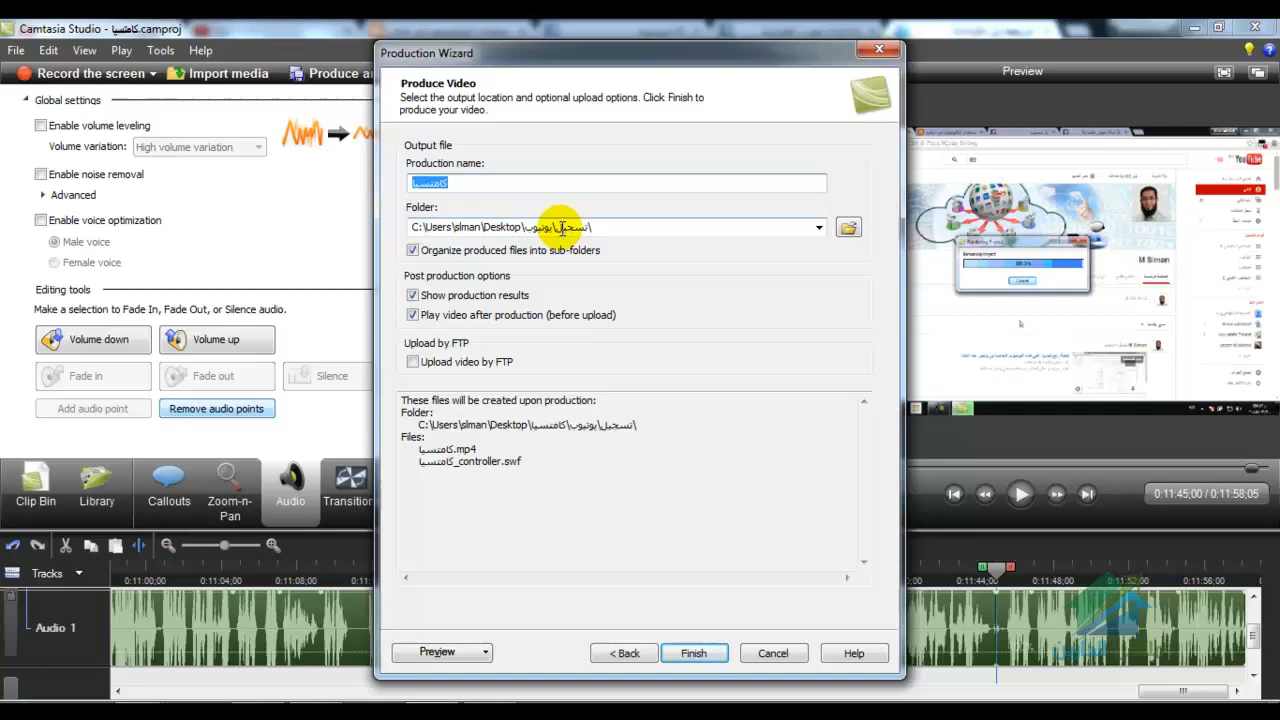 Camtasia Studio - كامتسيا.camproj
File Edit View Play Tools Help
Record the screen Import media Produce a
Global settings
Enable volume leveling
Volume variation: High volume variation
Enable noise removal
Advanced
Enable voice optimization
Male voice
Female voice
Editing tools
Make a selection to Fade In, Fade Out, or Silence audio.
Volume down Volume up
Fade in Fade out Silence
Add audio point Remove audio points
Clip Bin Library Callouts Zoom-n-Pan Audio Transition
Production Wizard
Produce Video
Select the output location and optional upload options. Click Finish to
produce your video.
Output file
Production name:
كامتسيا
Folder:
C:\Users\slman\Desktop\تسجيل\يوتيوب\
Organize produced files into sub-folders
Post production options
Show production results
Play video after production (before upload)
Upload by FTP
Upload video by FTP
These files will be created upon production:
Folder:
C:\Users\slman\Desktop\تسجيل\يوتيوب\كامتسيا\
Files:
كامتسيا.mp4
كامتسيا_controller.swf
Preview < Back Finish Cancel Help
Preview
YouTube
M Slman
0:11:45;00 / 0:11:58;05
Tracks
0:11:00;00 0:11:04;00 0:11:08;00 0:11:44;00 0:11:48;00 0:11:52;00 0:11:56;00
Audio 1